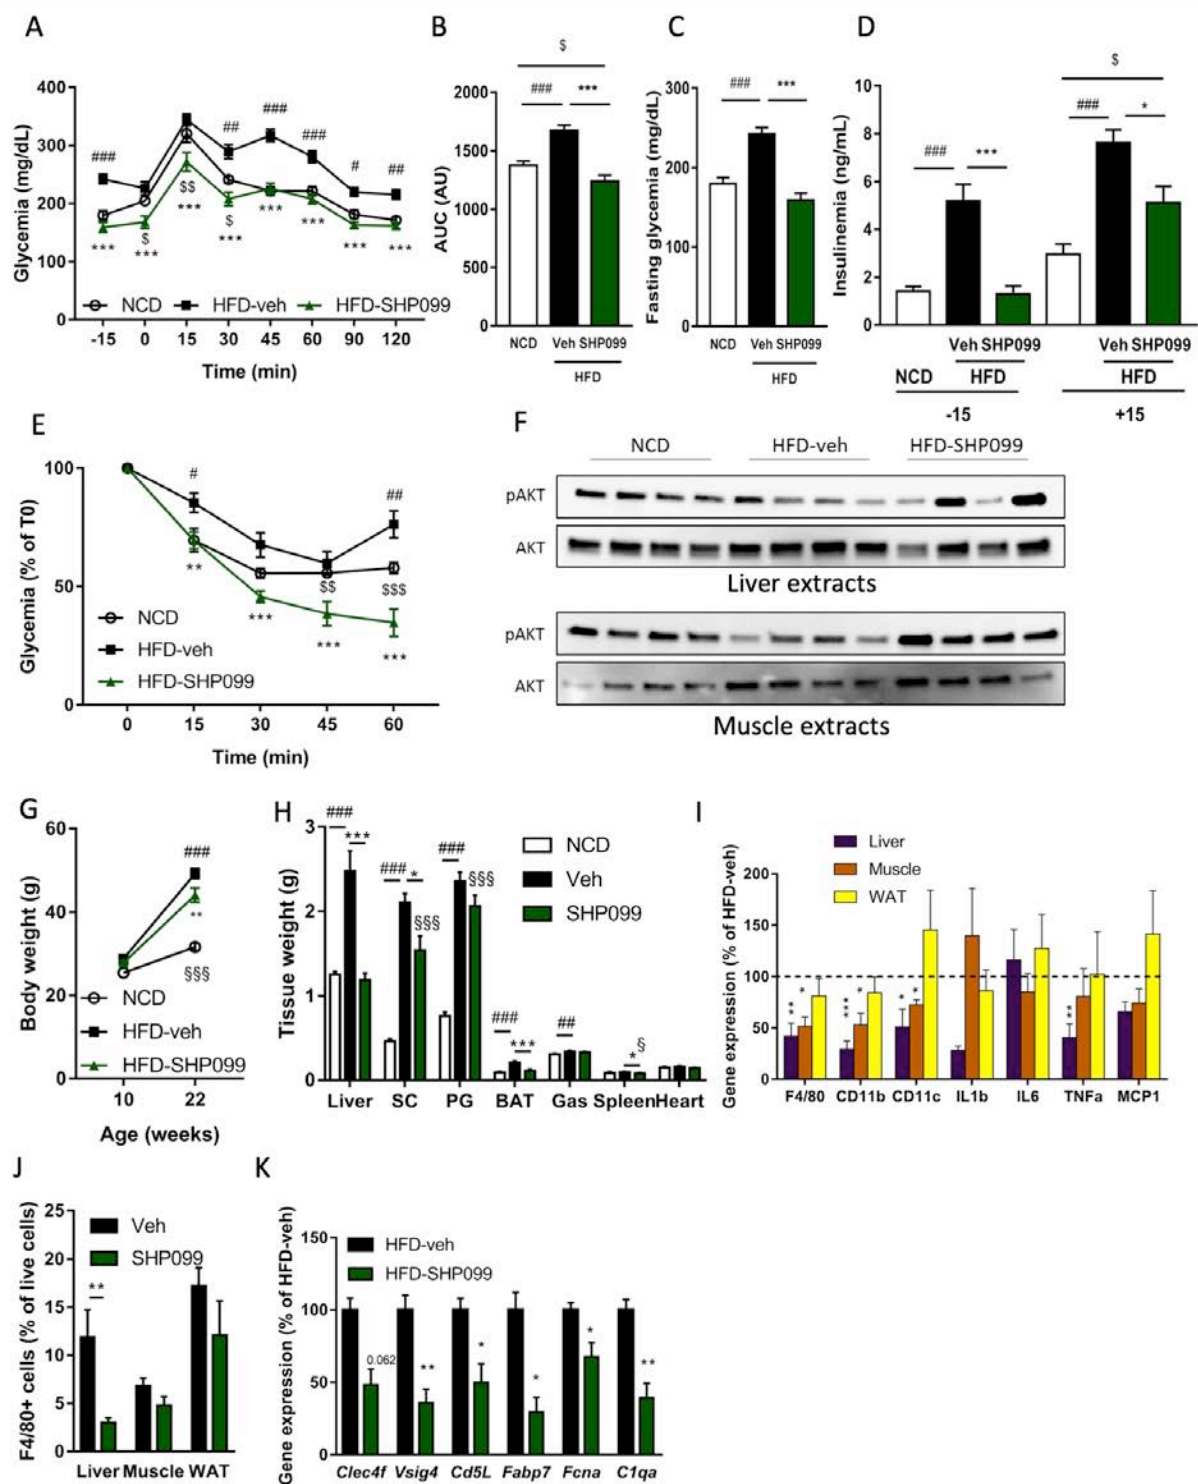 A
Glycemia (mg/dL)
400
300
200
100
0
###
##
###
###
#
##
$$
***
$
***
***
$
***
***
***
***
***
NCD
HFD-veh
HFD-SHP099
-15 0 15 30 45 60 90 120
Time (min)
B
AUC (AU)
2000
1500
1000
500
0
$
###
***
NCD
Veh SHP099
HFD
C
Fasting glycemia (mg/dL)
300
200
100
0
###
***
NCD
Veh SHP099
HFD
D
Insulinemia (ng/mL)
10
8
6
4
2
0
$
###
*
###
***
Veh SHP099
NCD HFD
-15
Veh SHP099
HFD
+15
E
Glycemia (% of T0)
100
50
0
#
##
**
***
$$
***
$$$
***
NCD
HFD-veh
HFD-SHP099
0 15 30 45 60
Time (min)
F
NCD HFD-veh HFD-SHP099
pAKT
AKT
Liver extracts
pAKT
AKT
Muscle extracts
G
Body weight (g)
60
40
20
0
###
**
§§§
NCD
HFD-veh
HFD-SHP099
10 22
Age (weeks)
H
Tissue weight (g)
3
2
1
0
###
***
###
*
§§§
###
§§§
###
***
##
*
§
NCD
Veh
SHP099
Liver SC PG BAT Gas Spleen Heart
I
Gene expression (% of HFD-veh)
200
150
100
50
0
Liver
Muscle
WAT
**
*
***
*
*
*
**
F4/80 CD11b CD11c IL1b IL6 TNFa MCP1
J
F4/80+ cells (% of live cells)
25
20
15
10
5
0
Veh
SHP099
**
Liver Muscle WAT
K
Gene expression (% of HFD-veh)
150
100
50
0
HFD-veh
HFD-SHP099
0.062
**
*
*
*
**
Clec4f Vsig4 Cd5L Fabp7 Fcna C1qa